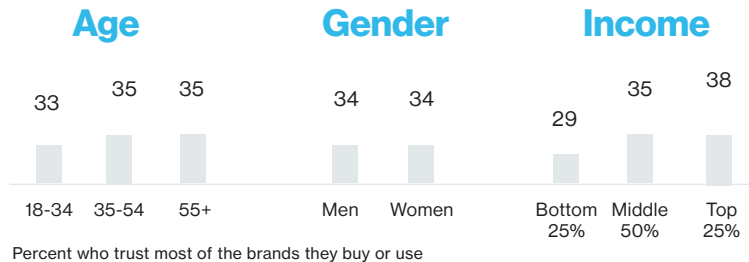 Age Gender Income
33 35 35 34 34 29 35 38
18-34 35-54 55+ Men Women Bottom 25% Middle 50% Top 25%
Percent who trust most of the brands they buy or use